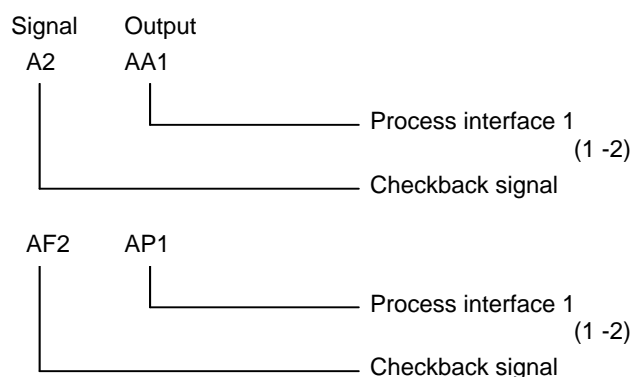 Signal Output
A2 AA1
Process interface 1
(1 -2)
Checkback signal
AF2 AP1
Process interface 1
(1 -2)
Checkback signal